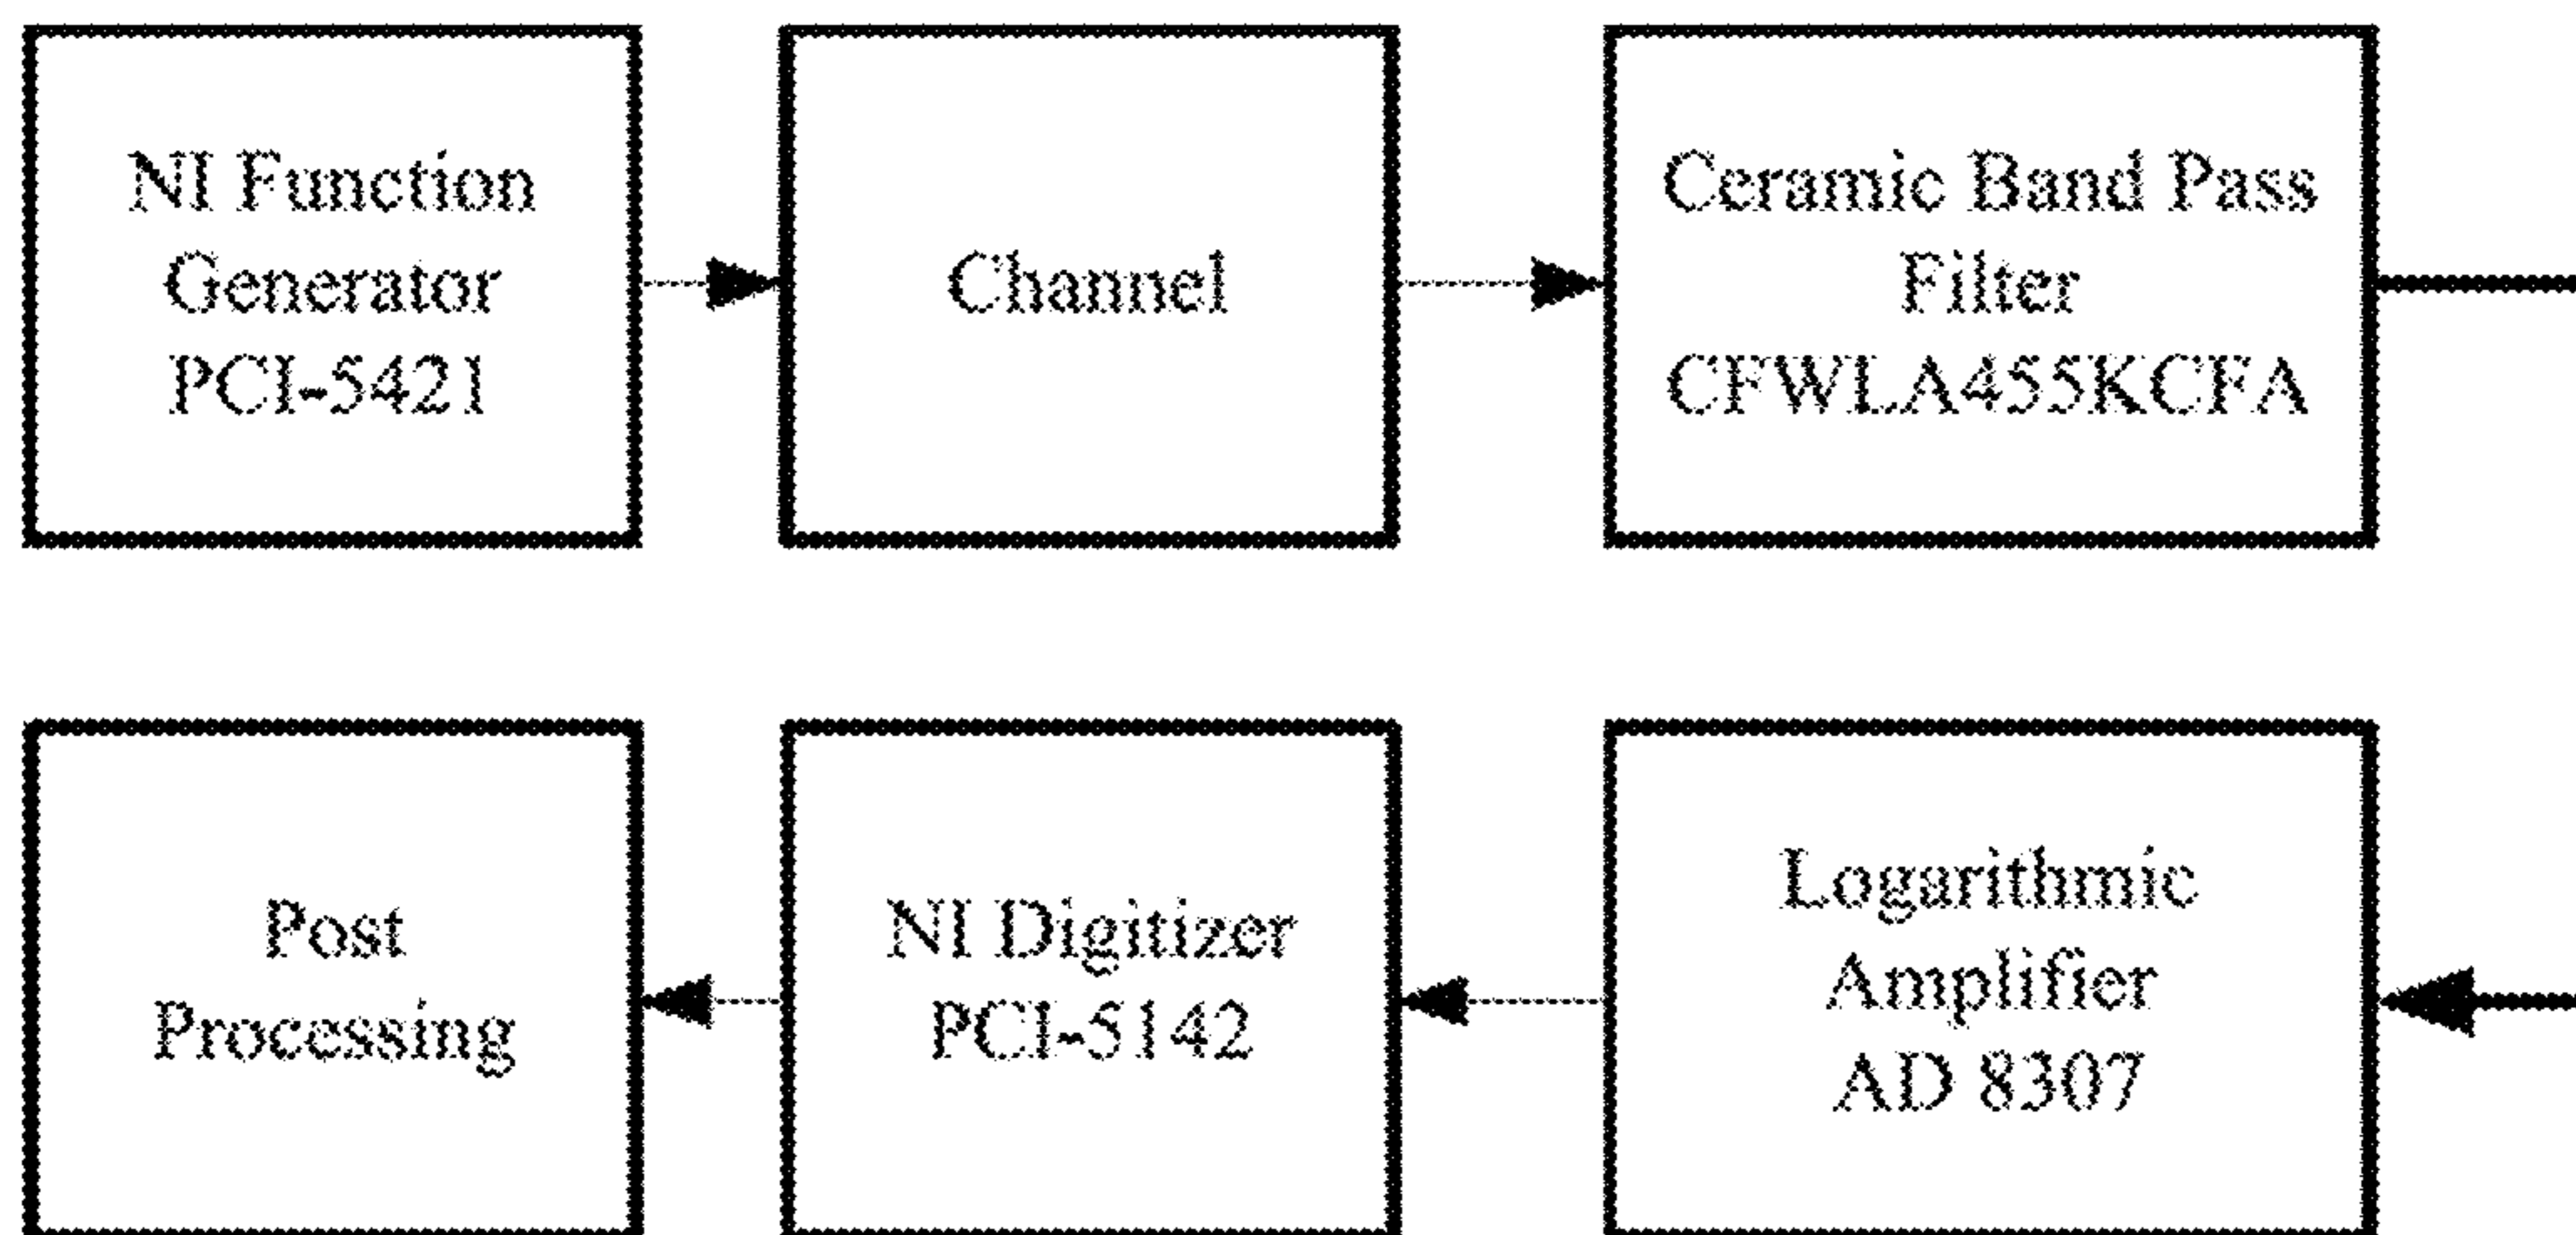 NI Function
Generator
PCI-5421
Channel
Ceramic Band Pass
Filter
CFWLA455KCFA
Post
Processing
NI Digitizer
PCI-5142
Logarithmic
Amplifier
AD 8307